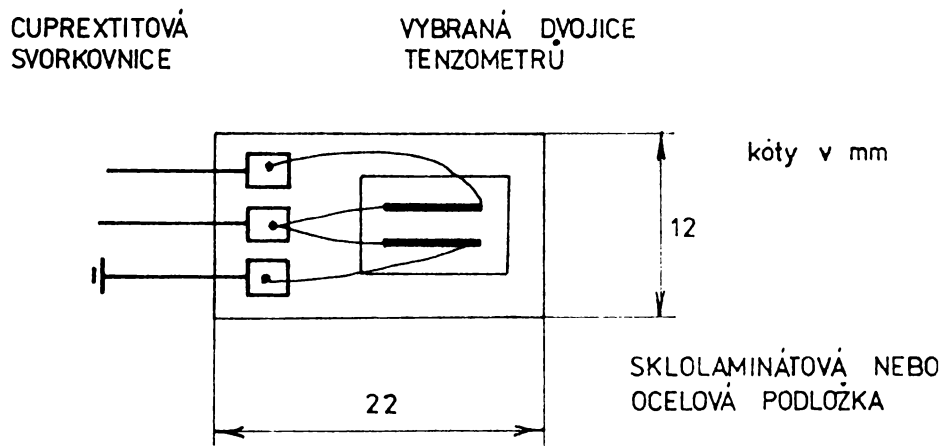 CUPREXTITOVÁ
SVORKOVNICE
VYBRANÁ DVOJICE
TENZOMETRŮ
kóty v mm
12
SKLOLAMINÁTOVÁ NEBO
OCELOVÁ PODLOŽKA
22